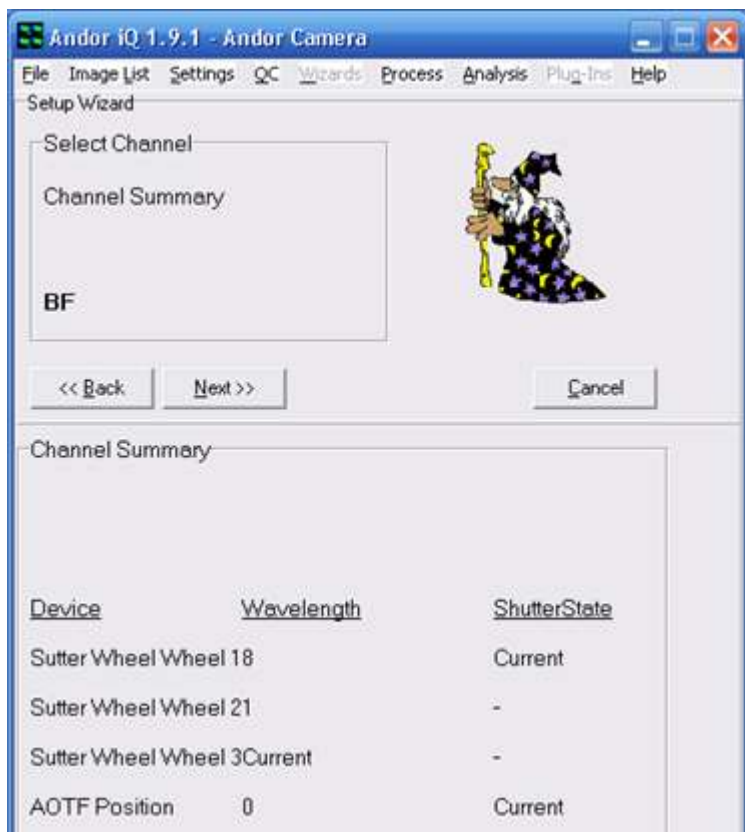 Andor iQ 1.9.1 - Andor Camera
File Image List Settings QC Wizards Process Analysis Plug-Ins Help
Setup Wizard
Select Channel
Channel Summary
BF
<< Back Next >> Cancel
Channel Summary
Device Wavelength ShutterState
Sutter Wheel Wheel 18 Current
Sutter Wheel Wheel 21 -
Sutter Wheel Wheel 3Current -
AOTF Position 0 Current